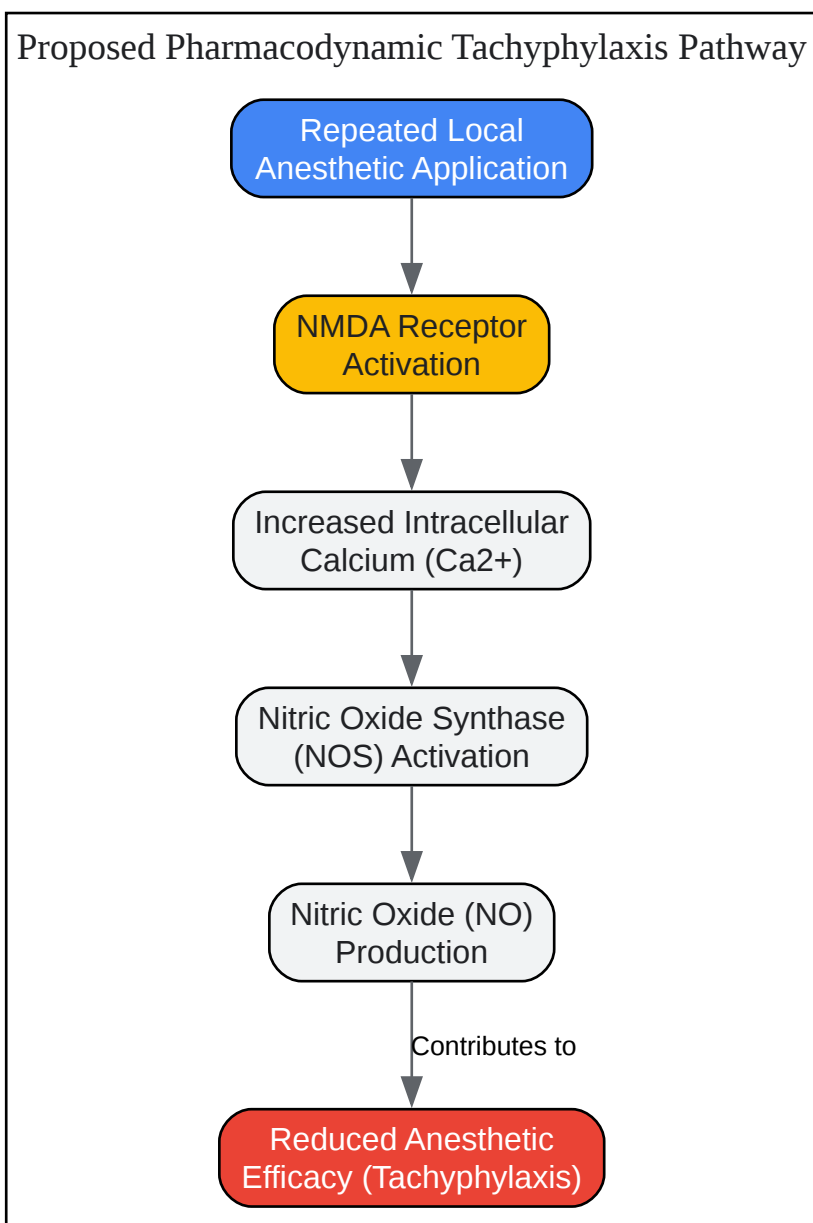 Proposed Pharmacodynamic Tachyphylaxis Pathway
Repeated Local
Anesthetic Application
NMDA Receptor
Activation
Increased Intracellular
Calcium (Ca2+)
Nitric Oxide Synthase
(NOS) Activation
Nitric Oxide (NO)
Production
Contributes to
Reduced Anesthetic
Efficacy (Tachyphylaxis)